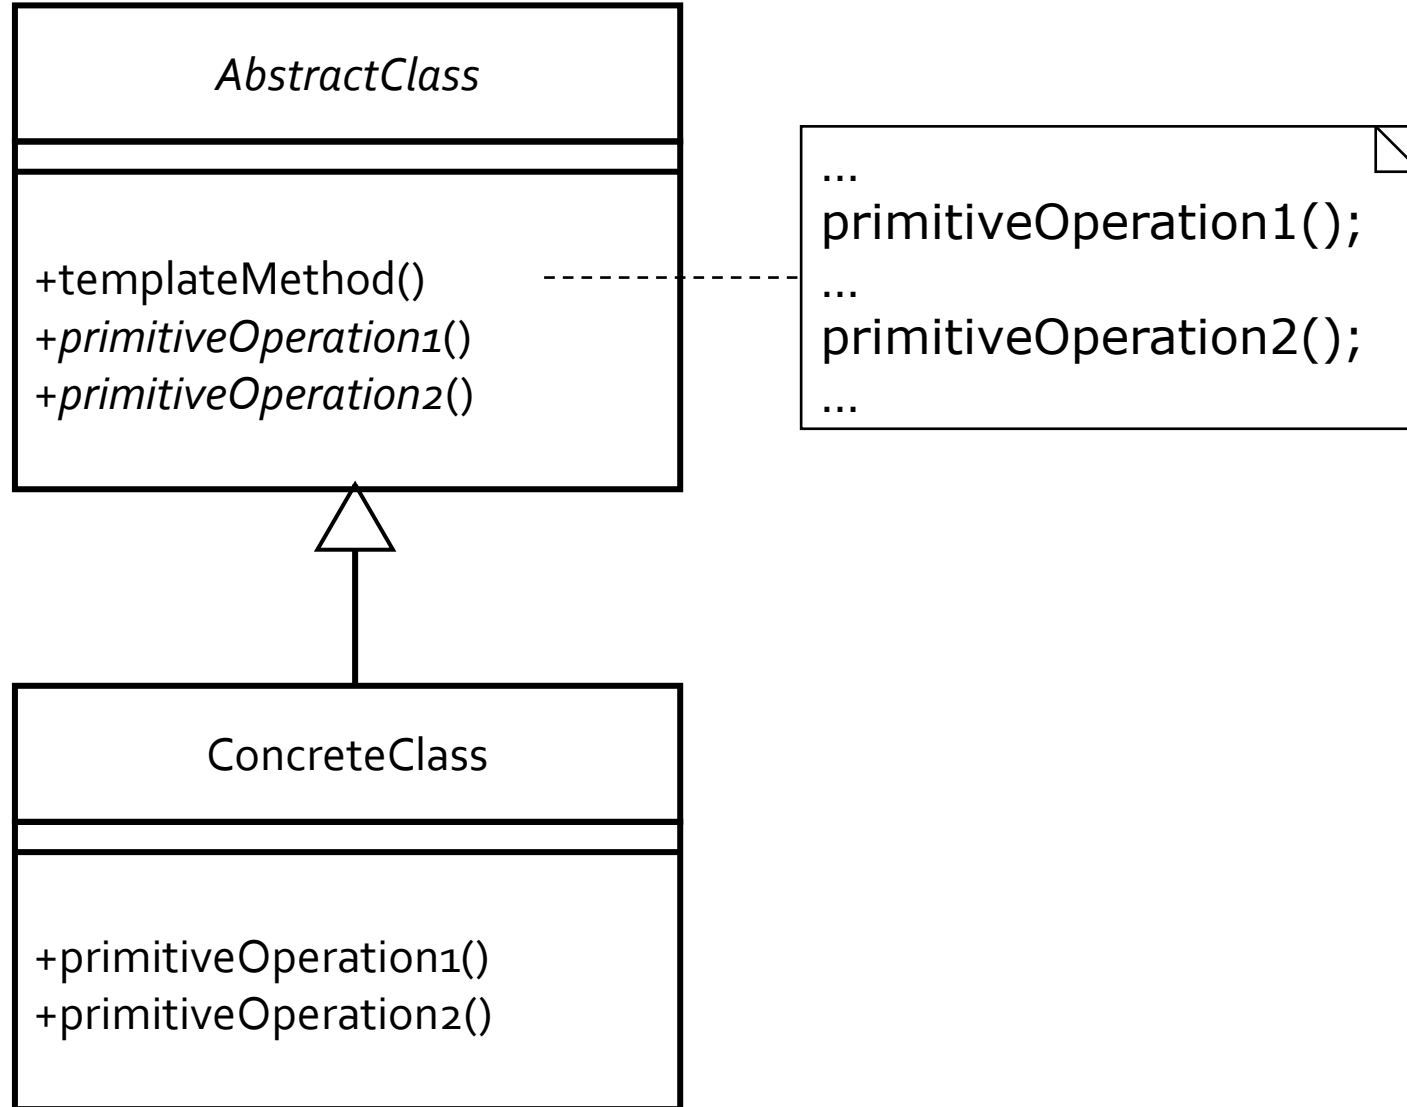 AbstractClass
+templateMethod()
+primitiveOperation1()
+primitiveOperation2()
...
primitiveOperation1();
...
primitiveOperation2();
...
ConcreteClass
+primitiveOperation1()
+primitiveOperation2()